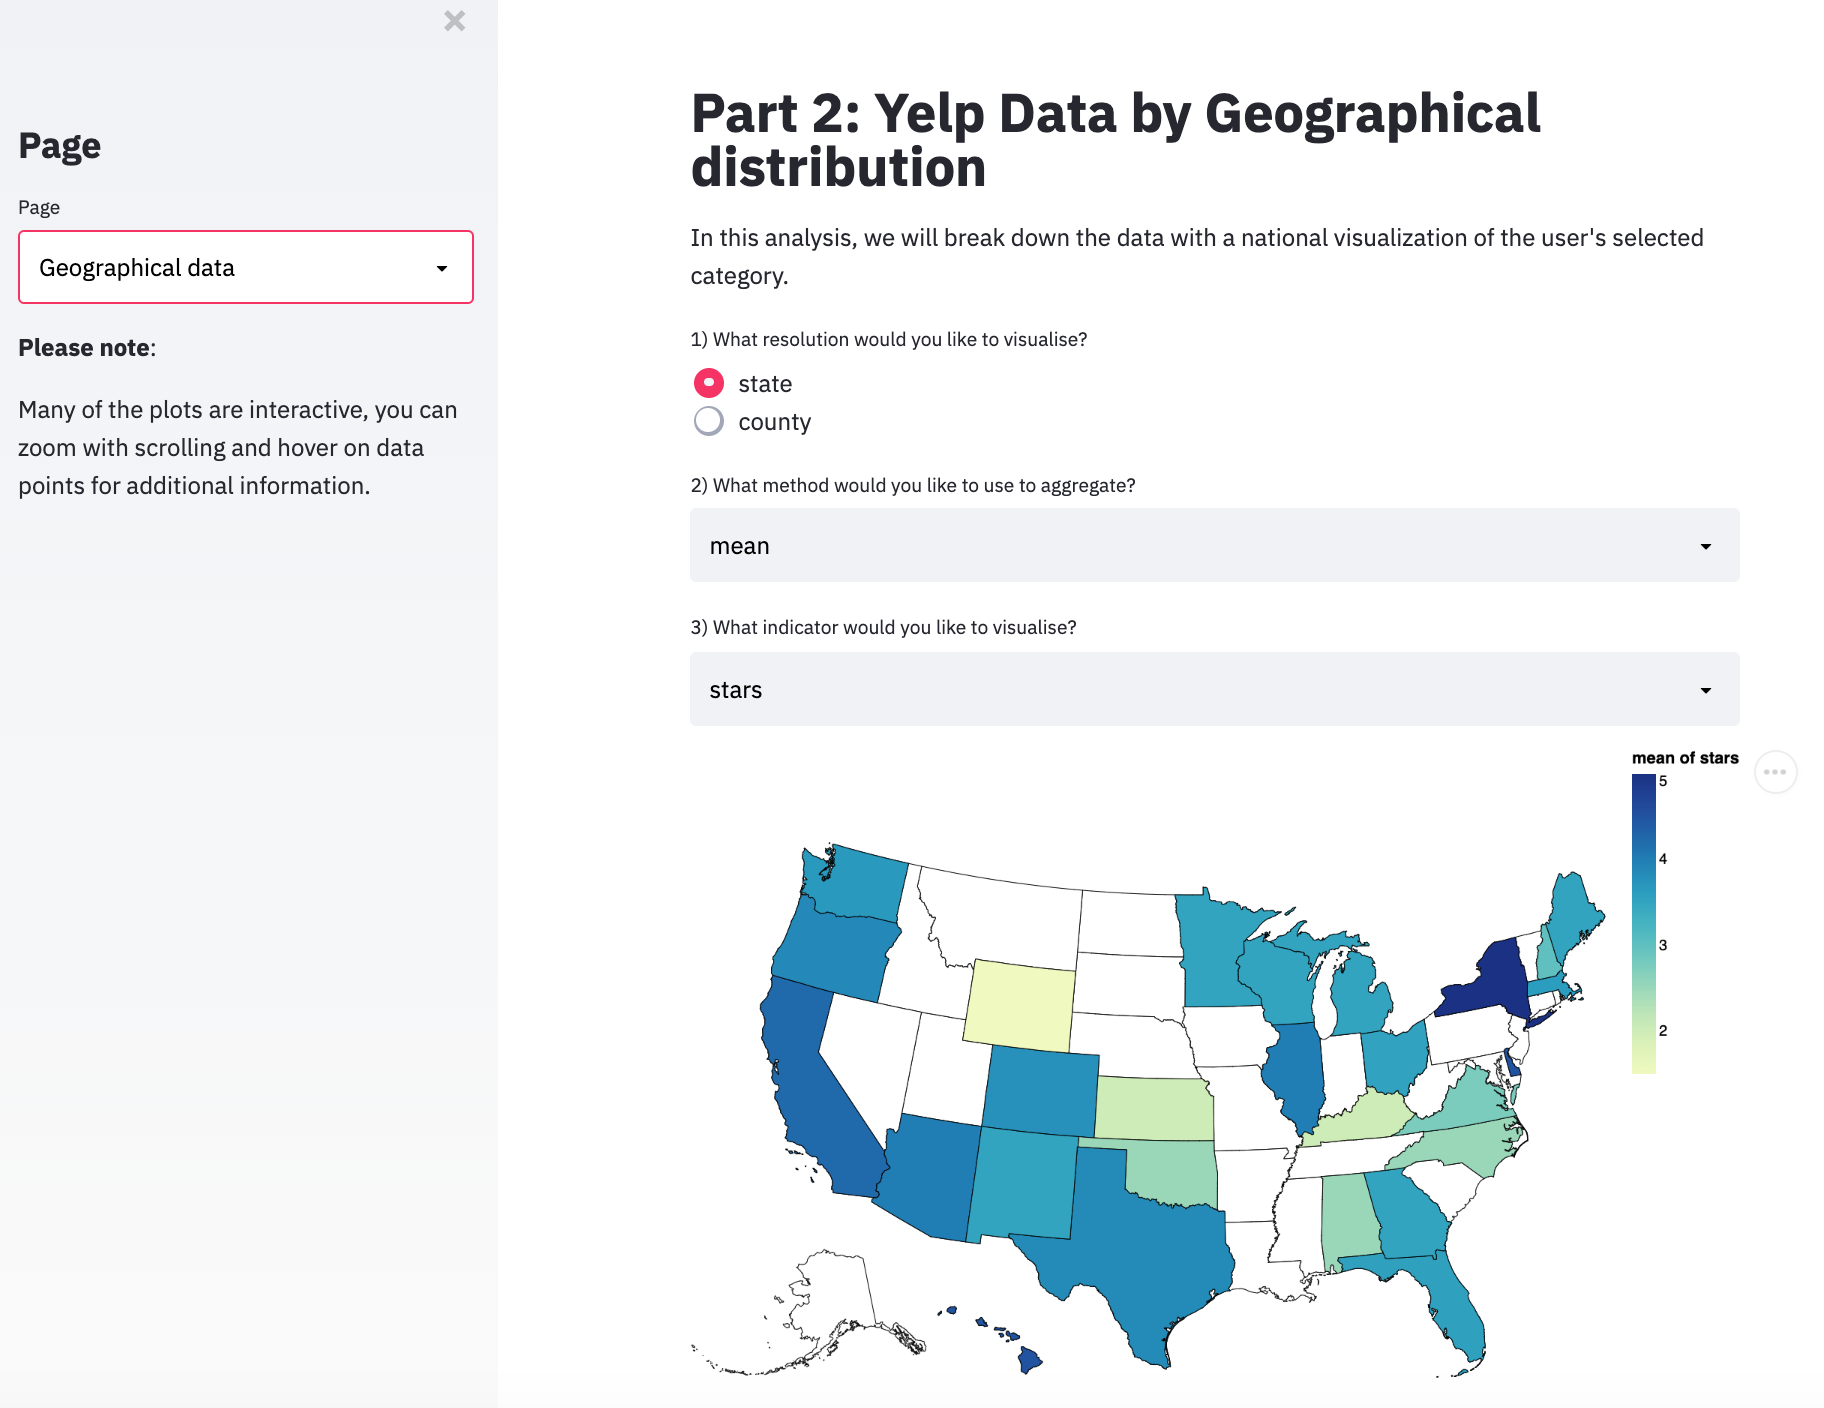 Page
Page
Geographical data
Please note:
Many of the plots are interactive, you can
zoom with scrolling and hover on data
points for additional information.
Part 2: Yelp Data by Geographical
distribution
In this analysis, we will break down the data with a national visualization of the user's selected
category.
1) What resolution would you like to visualise?
state
county
2) What method would you like to use to aggregate?
mean
3) What indicator would you like to visualise?
stars
mean of stars
5
4
3
2